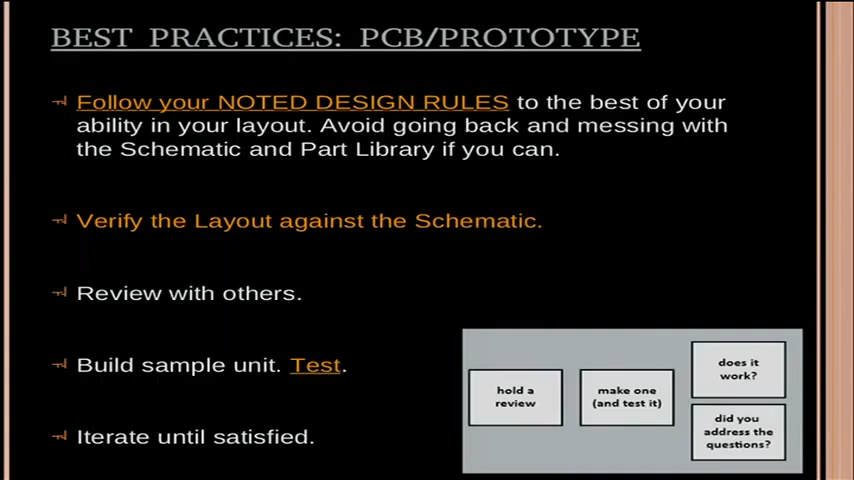 BEST PRACTICES: PCB/PROTOTYPE
Follow your NOTED DESIGN RULES to the best of your
ability in your layout. Avoid going back and messing with
the Schematic and Part Library if you can.
Verify the Layout against the Schematic.
Review with others.
Build sample unit. Test.
Iterate until satisfied.
hold a
review
make one
(and test it)
does it
work?
did you
address the
questions?